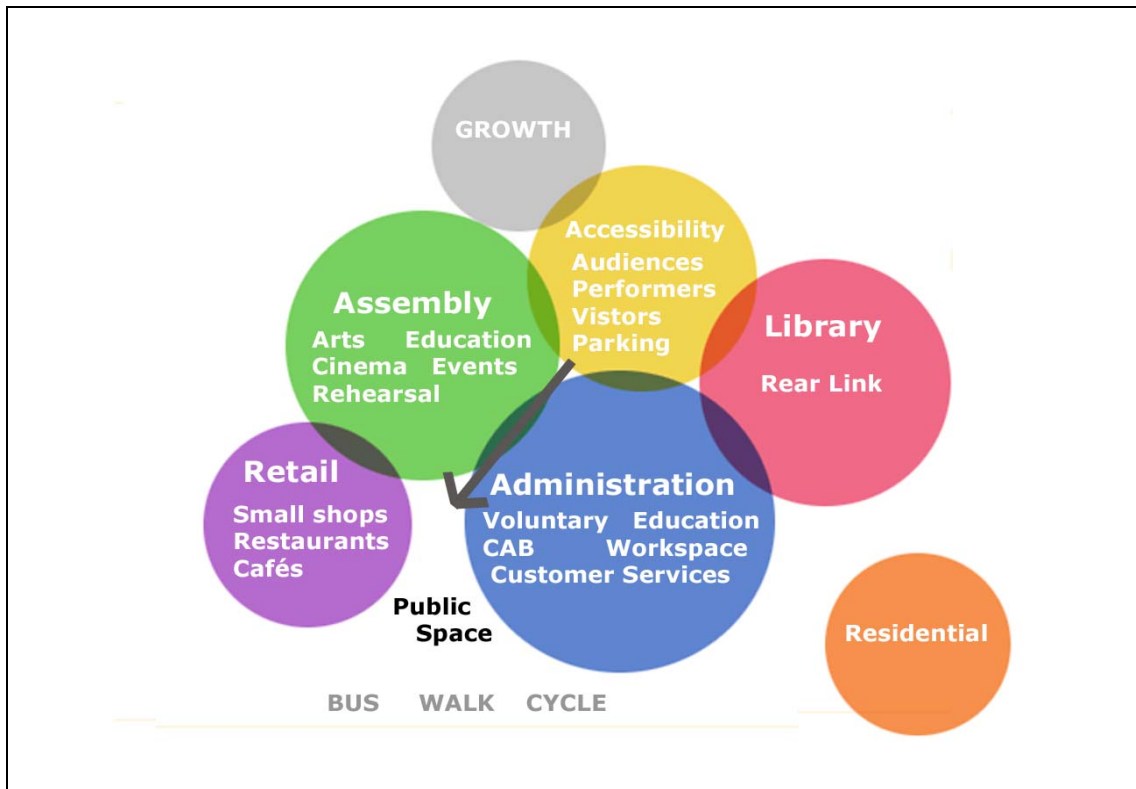 GROWTH
Accessibility
Audiences
Performers
Vistors
Parking
Assembly
Arts Education
Cinema Events
Rehearsal
Library
Rear Link
Retail
Small shops
Restaurants
Cafés
Administration
Voluntary Education
CAB Workspace
Customer Services
Public
Space
Residential
BUS WALK CYCLE